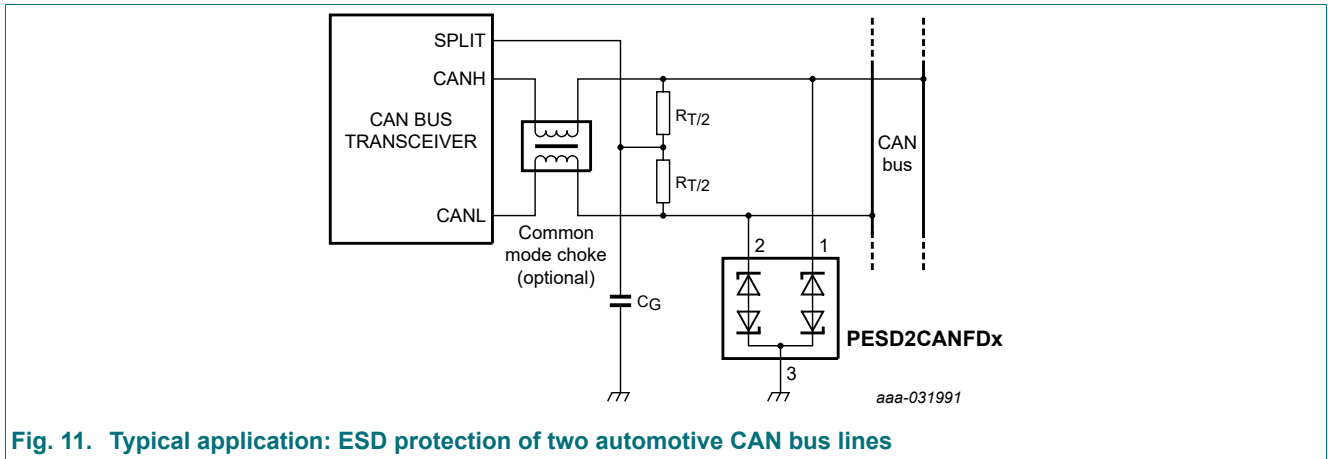 SPLIT
CANH
CAN BUS
TRANSCEIVER
CANL
Common
mode choke
(optional)
RT/2
RT/2
CG
CAN
bus
2
1
3
PESD2CANFDx
aaa-031991
Fig. 11. Typical application: ESD protection of two automotive CAN bus lines